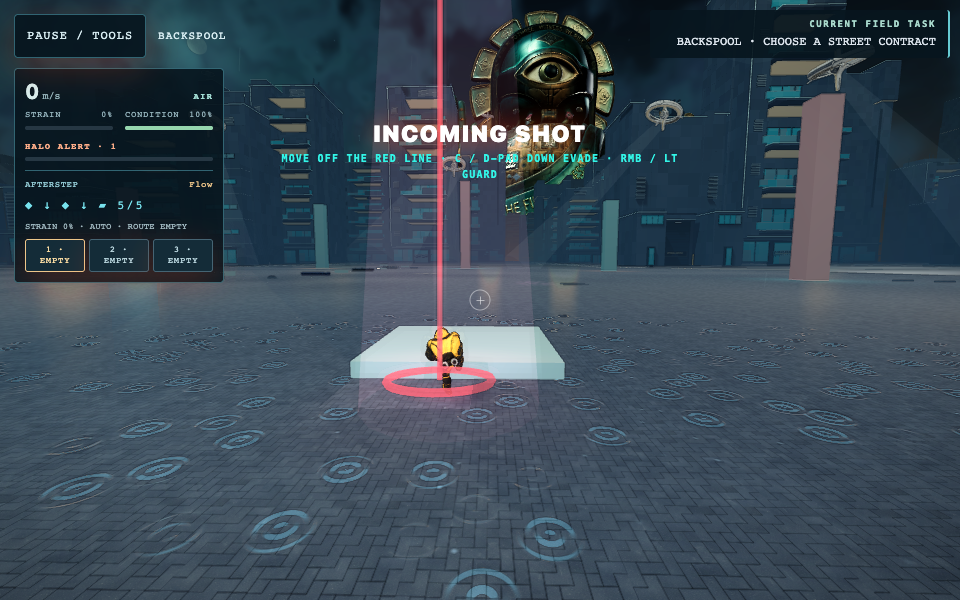 PAUSE / TOOLS
BACKSPOOL
CURRENT FIELD TASK
BACKSPOOL · CHOOSE A STREET CONTRACT
0 m/s
AIR
STRAIN 0%
CONDITION 100%
HALO ALERT · 1
AFTERSTEP
Flow
5/5
STRAIN 0% · AUTO · ROUTE EMPTY
1 · EMPTY
2 · EMPTY
3 · EMPTY
INCOMING SHOT
MOVE OFF THE RED LINE · C / D-PAD DOWN EVADE · RMB / LT
GUARD